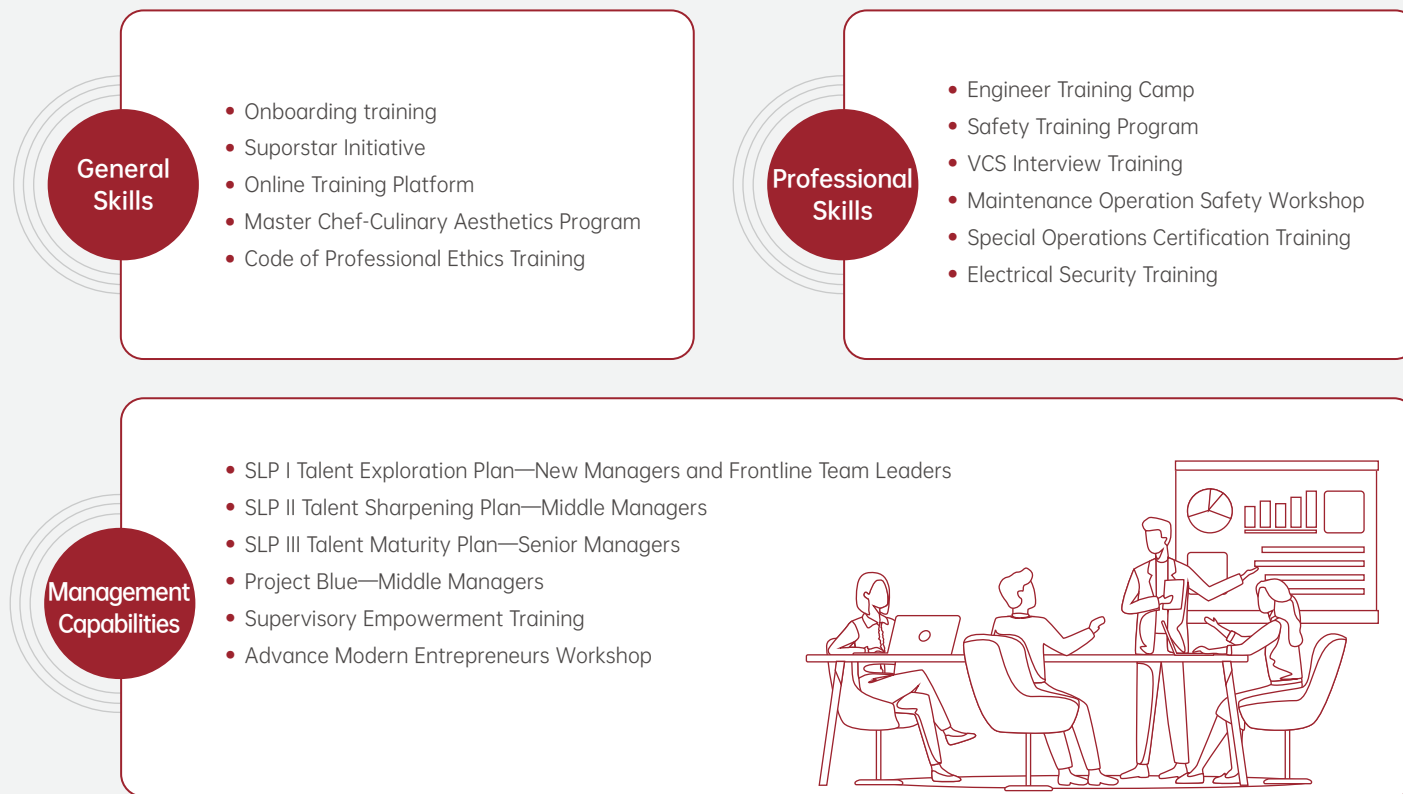 General
Skills
• Onboarding training
• Suporstar Initiative
• Online Training Platform
• Master Chef-Culinary Aesthetics Program
• Code of Professional Ethics Training
Professional
Skills
• Engineer Training Camp
• Safety Training Program
• VCS Interview Training
• Maintenance Operation Safety Workshop
• Special Operations Certification Training
• Electrical Security Training
Management
Capabilities
• SLP I Talent Exploration Plan—New Managers and Frontline Team Leaders
• SLP II Talent Sharpening Plan—Middle Managers
• SLP III Talent Maturity Plan—Senior Managers
• Project Blue—Middle Managers
• Supervisory Empowerment Training
• Advance Modern Entrepreneurs Workshop